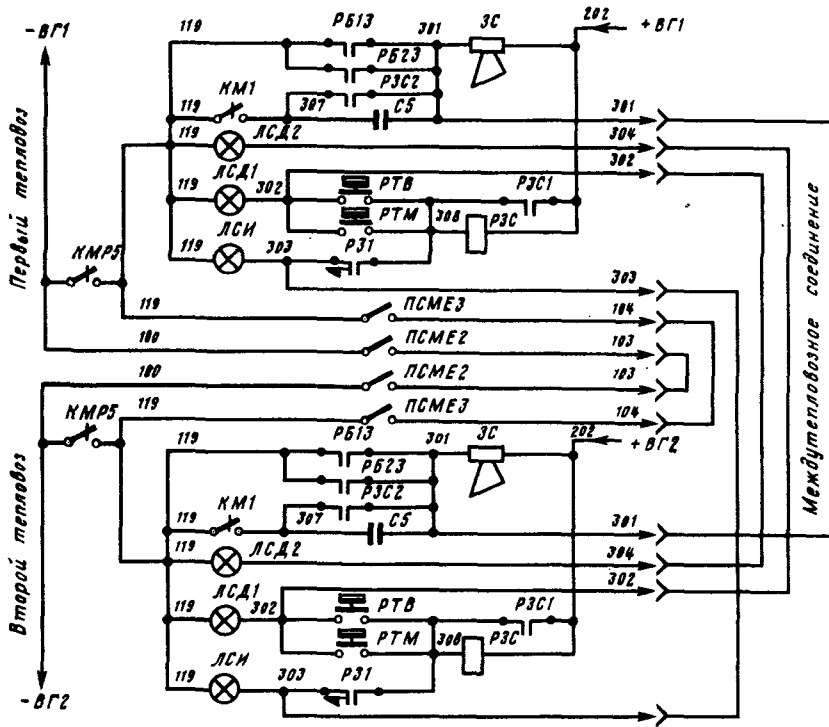 -ВГ1
119
РБ13
301
ЗС
202
+ВГ1
РБ23
РЗС2
119
КМ1
307
С5
301
119
ЛСД2
304
ЛСД1
302
119
302
РТВ
РЗС1
РТМ
308
РЗС
ЛСИ
119
303
РЗ1
303
КМР5
119
ПСМЕ3
104
180
ПСМЕ2
103
180
ПСМЕ2
103
КМР5
119
ПСМЕ3
104
119
РБ13
301
ЗС
202
+ВГ2
РБ23
РЗС2
КМ1
119
307
С5
301
119
ЛСД2
304
ЛСД1
302
119
302
РТВ
РЗС1
РТМ
308
РЗС
ЛСИ
119
303
РЗ1
-ВГ2
Первый тепловоз
Второй тепловоз
Междутепловозное соединение